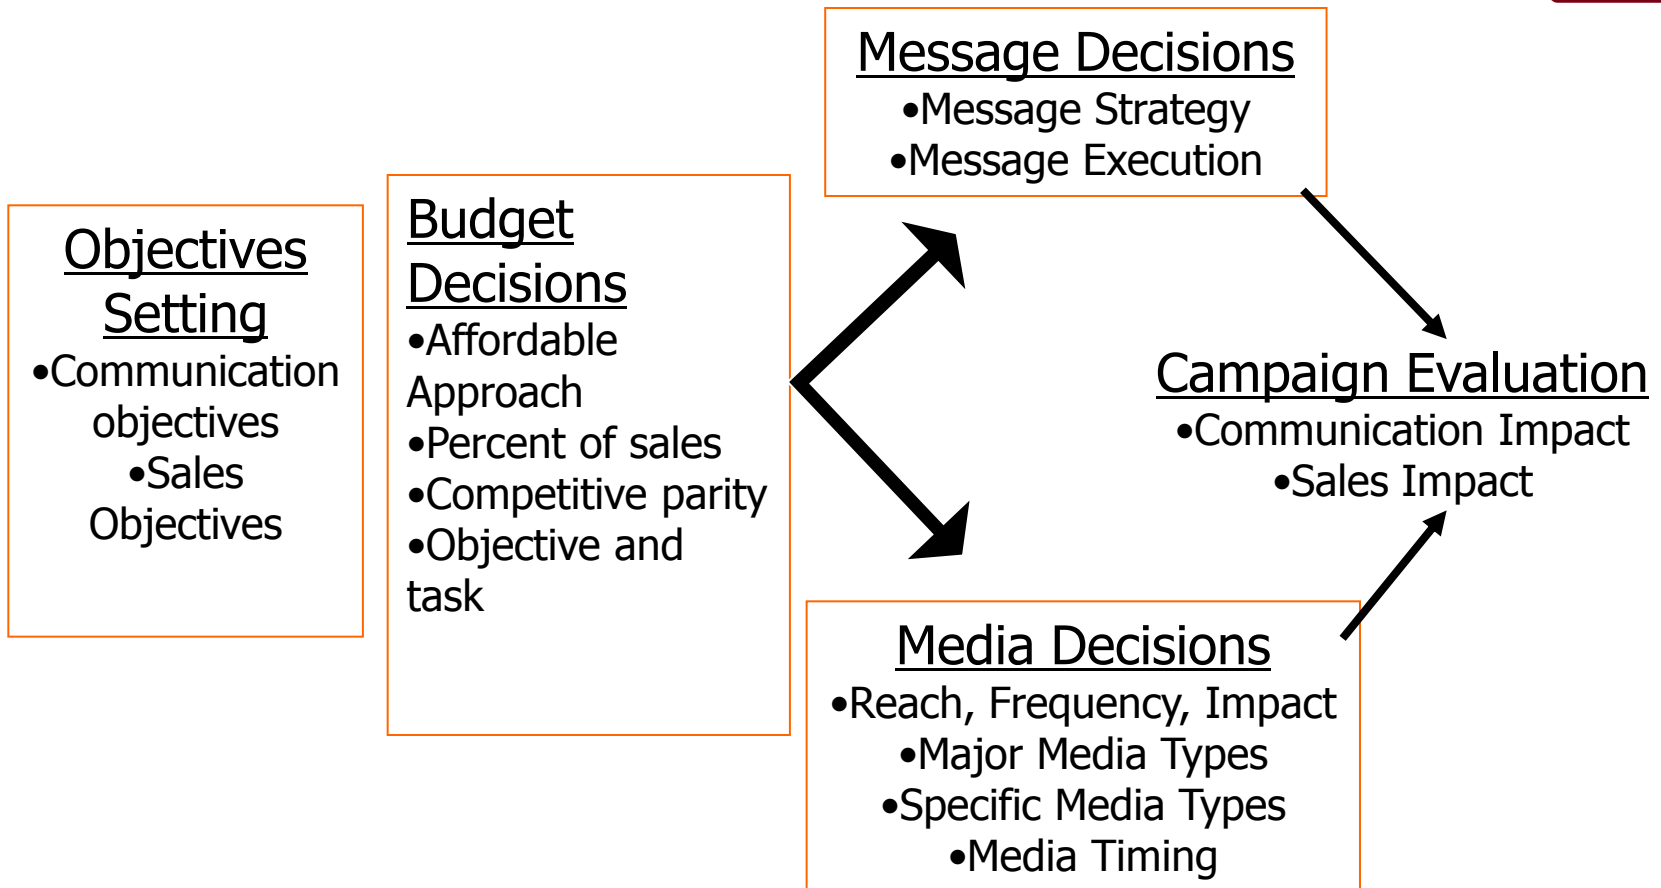 Objectives
Setting
•Communication
objectives
•Sales
Objectives
Budget
Decisions
•Affordable
Approach
•Percent of sales
•Competitive parity
•Objective and
task
Message Decisions
•Message Strategy
•Message Execution
Media Decisions
•Reach, Frequency, Impact
•Major Media Types
•Specific Media Types
•Media Timing
Campaign Evaluation
•Communication Impact
•Sales Impact